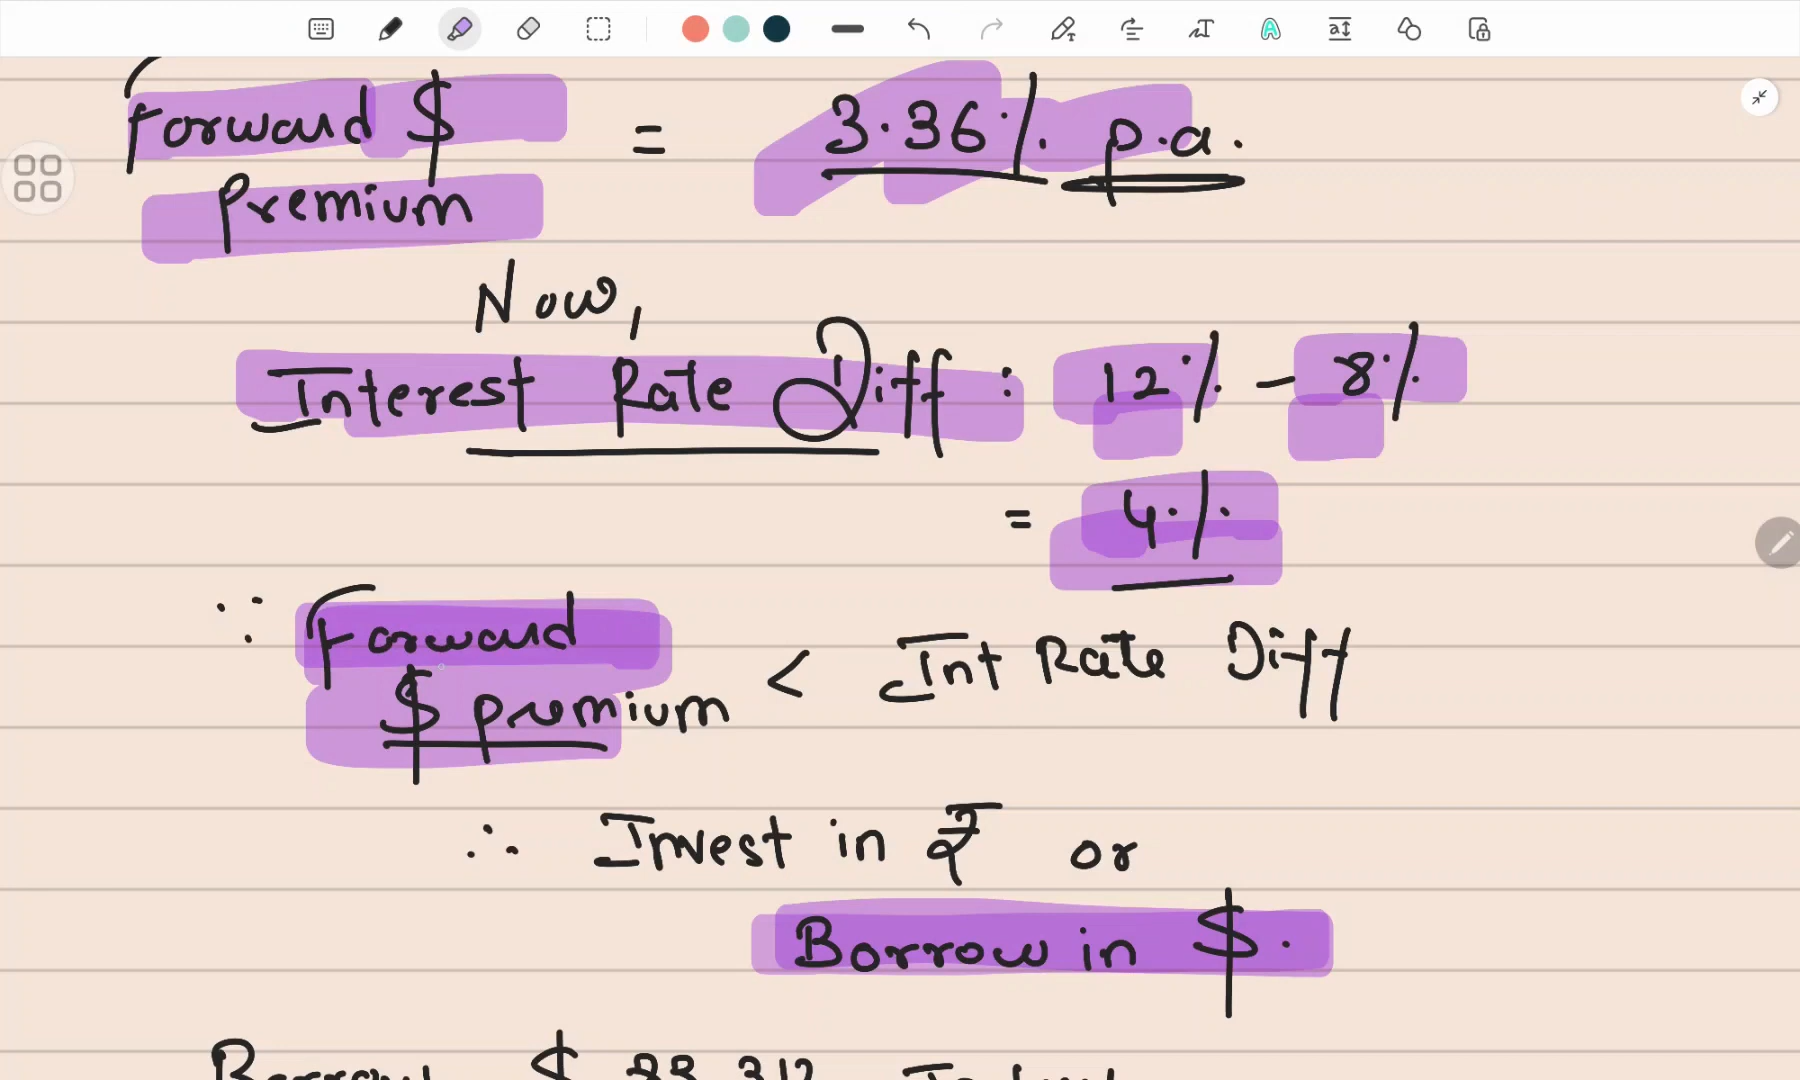 Forward $ = 3.36% p.a.
Premium
Now,
Interest Rate Diff : 12% - 8%
= 4%
∵ Forward
$ premium < Int Rate Diff
∴ Invest in ₹ or
Borrow in $.
Borrow $